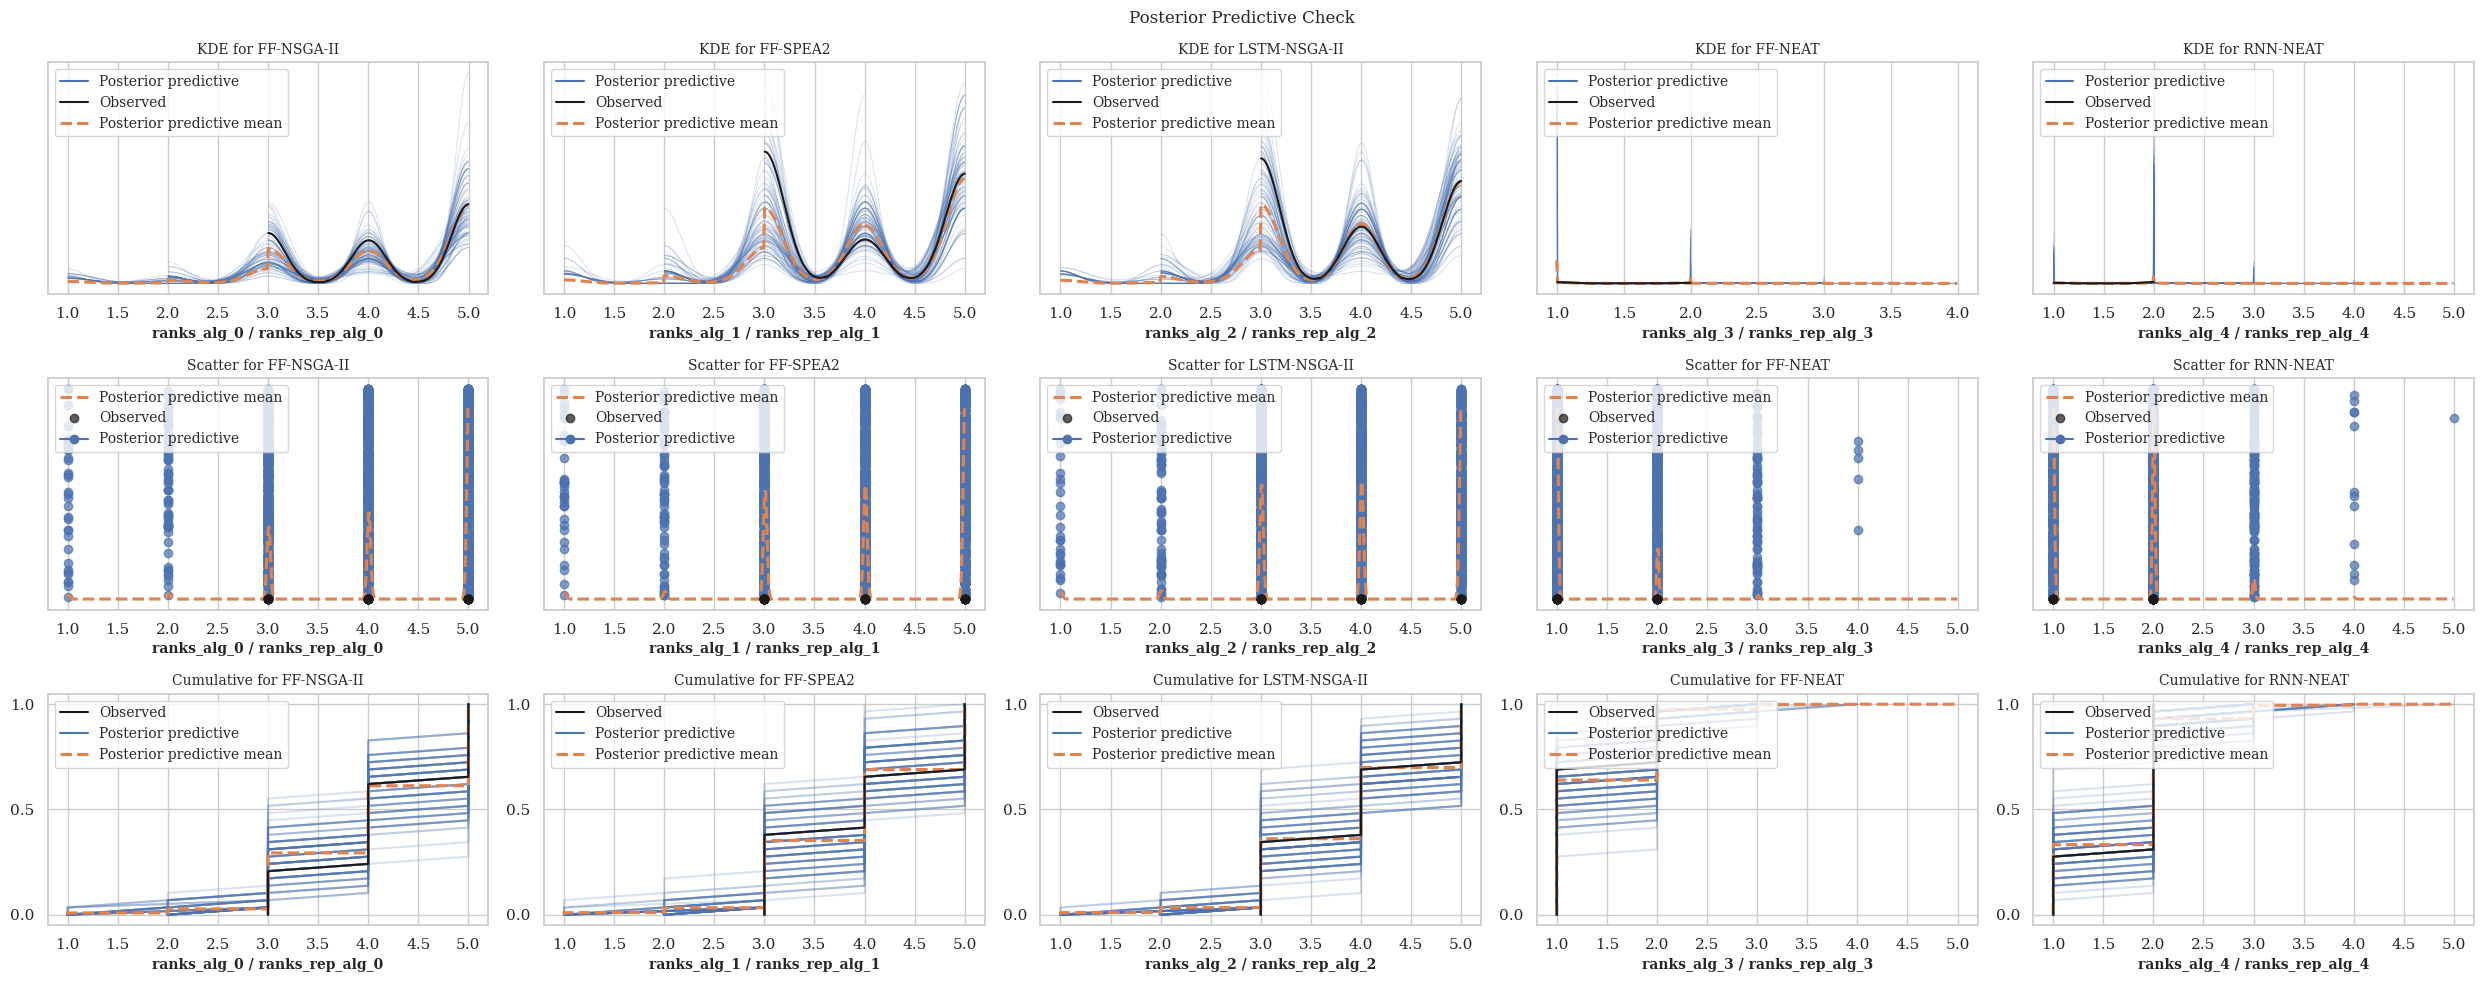 Posterior Predictive Check
KDE for FF-NSGA-II
Posterior predictive
Observed
Posterior predictive mean
1.0 1.5 2.0 2.5 3.0 3.5 4.0 4.5 5.0
ranks_alg_0 / ranks_rep_alg_0
KDE for FF-SPEA2
Posterior predictive
Observed
Posterior predictive mean
1.0 1.5 2.0 2.5 3.0 3.5 4.0 4.5 5.0
ranks_alg_1 / ranks_rep_alg_1
KDE for LSTM-NSGA-II
Posterior predictive
Observed
Posterior predictive mean
1.0 1.5 2.0 2.5 3.0 3.5 4.0 4.5 5.0
ranks_alg_2 / ranks_rep_alg_2
KDE for FF-NEAT
Posterior predictive
Observed
Posterior predictive mean
1.0 1.5 2.0 2.5 3.0 3.5 4.0
ranks_alg_3 / ranks_rep_alg_3
KDE for RNN-NEAT
Posterior predictive
Observed
Posterior predictive mean
1.0 1.5 2.0 2.5 3.0 3.5 4.0 4.5 5.0
ranks_alg_4 / ranks_rep_alg_4
Scatter for FF-NSGA-II
Posterior predictive mean
Observed
Posterior predictive
1.0 1.5 2.0 2.5 3.0 3.5 4.0 4.5 5.0
ranks_alg_0 / ranks_rep_alg_0
Scatter for FF-SPEA2
Posterior predictive mean
Observed
Posterior predictive
1.0 1.5 2.0 2.5 3.0 3.5 4.0 4.5 5.0
ranks_alg_1 / ranks_rep_alg_1
Scatter for LSTM-NSGA-II
Posterior predictive mean
Observed
Posterior predictive
1.0 1.5 2.0 2.5 3.0 3.5 4.0 4.5 5.0
ranks_alg_2 / ranks_rep_alg_2
Scatter for FF-NEAT
Posterior predictive mean
Observed
Posterior predictive
1.0 1.5 2.0 2.5 3.0 3.5 4.0 4.5 5.0
ranks_alg_3 / ranks_rep_alg_3
Scatter for RNN-NEAT
Posterior predictive mean
Observed
Posterior predictive
1.0 1.5 2.0 2.5 3.0 3.5 4.0 4.5 5.0
ranks_alg_4 / ranks_rep_alg_4
Cumulative for FF-NSGA-II
Observed
Posterior predictive
Posterior predictive mean
1.0
0.5
0.0
1.0 1.5 2.0 2.5 3.0 3.5 4.0 4.5 5.0
ranks_alg_0 / ranks_rep_alg_0
Cumulative for FF-SPEA2
Observed
Posterior predictive
Posterior predictive mean
1.0
0.5
0.0
1.0 1.5 2.0 2.5 3.0 3.5 4.0 4.5 5.0
ranks_alg_1 / ranks_rep_alg_1
Cumulative for LSTM-NSGA-II
Observed
Posterior predictive
Posterior predictive mean
1.0
0.5
0.0
1.0 1.5 2.0 2.5 3.0 3.5 4.0 4.5 5.0
ranks_alg_2 / ranks_rep_alg_2
Cumulative for FF-NEAT
Observed
Posterior predictive
Posterior predictive mean
1.0
0.5
0.0
1.0 1.5 2.0 2.5 3.0 3.5 4.0 4.5 5.0
ranks_alg_3 / ranks_rep_alg_3
Cumulative for RNN-NEAT
Observed
Posterior predictive
Posterior predictive mean
1.0
0.5
0.0
1.0 1.5 2.0 2.5 3.0 3.5 4.0 4.5 5.0
ranks_alg_4 / ranks_rep_alg_4